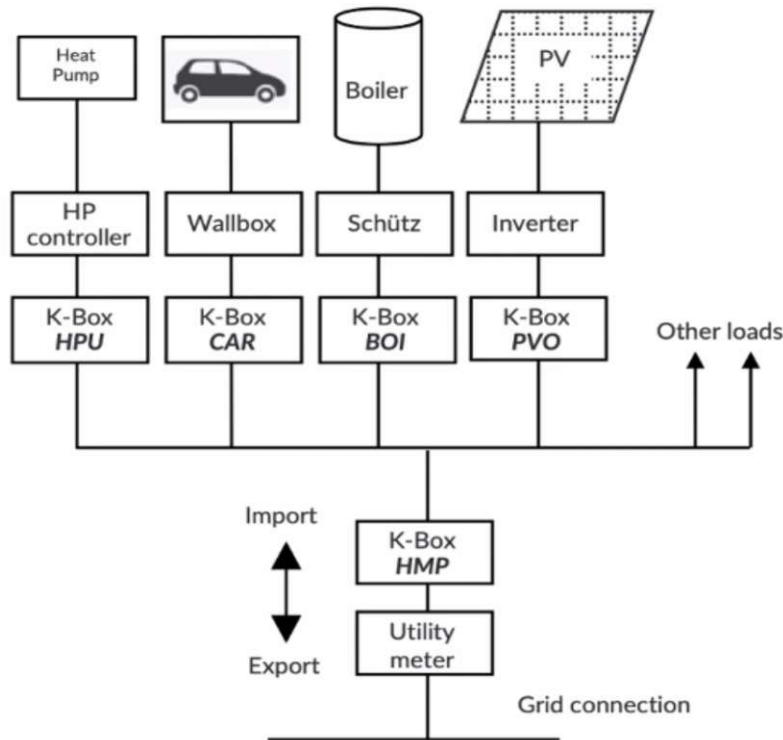 Heat
Pump
Boiler
PV
HP
controller
Wallbox
Schütz
Inverter
K-Box
HPU
K-Box
CAR
K-Box
BOI
K-Box
PVO
Other loads
Import
K-Box
HMP
Utility
meter
Export
Grid connection